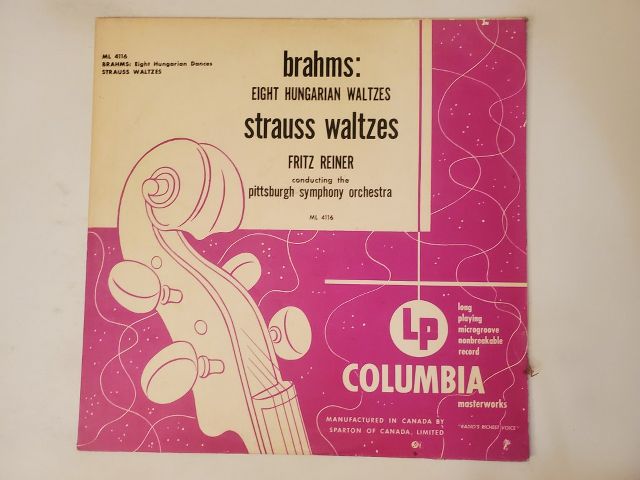 ML 4116
BRAHMS: Eight Hungarian Dances
STRAUSS WALTZES
brahms:
EIGHT HUNGARIAN WALTZES
strauss waltzes
FRITZ REINER
conducting the
pittsburgh symphony orchestra
ML 4116
Lp
long
playing
microgroove
nonbreakable
record
COLUMBIA
masterworks
MANUFACTURED IN CANADA BY
SPARTON OF CANADA, LIMITED
"RADIO'S RICHEST VOICE"